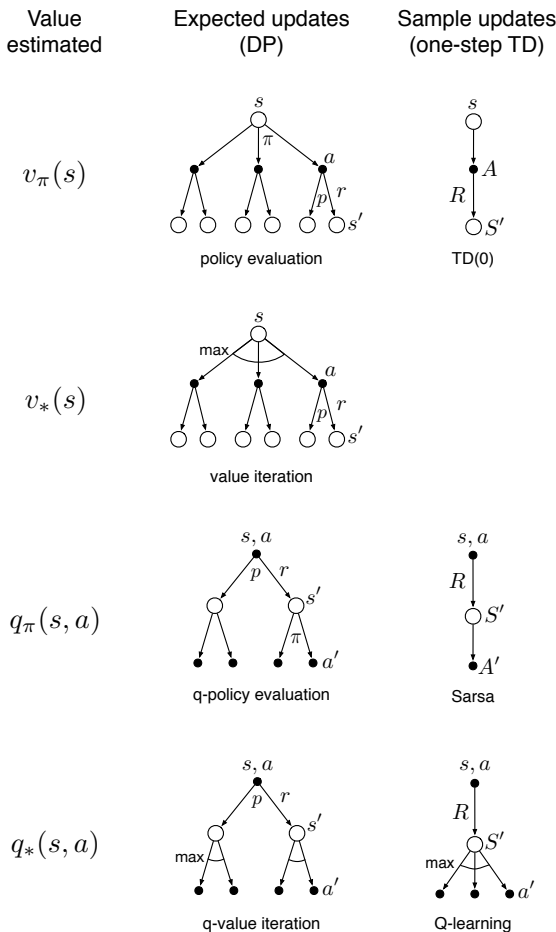 Value estimated
Expected updates (DP)
Sample updates (one-step TD)
v_π(s)
s
π
a
p
r
s′
policy evaluation
s
A
R
S′
TD(0)
v_*(s)
s
max
a
p
r
s′
value iteration
q_π(s, a)
s, a
p
r
s′
π
a′
q-policy evaluation
s, a
R
S′
A′
Sarsa
q_*(s, a)
s, a
p
r
s′
max
a′
q-value iteration
s, a
R
S′
max
a′
Q-learning